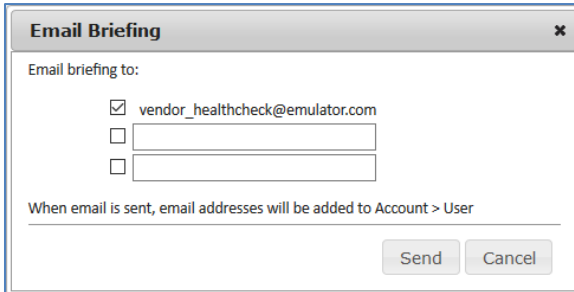 Email Briefing
Email briefing to:
vendor_healthcheck@emulator.com
When email is sent, email addresses will be added to Account > User
Send Cancel